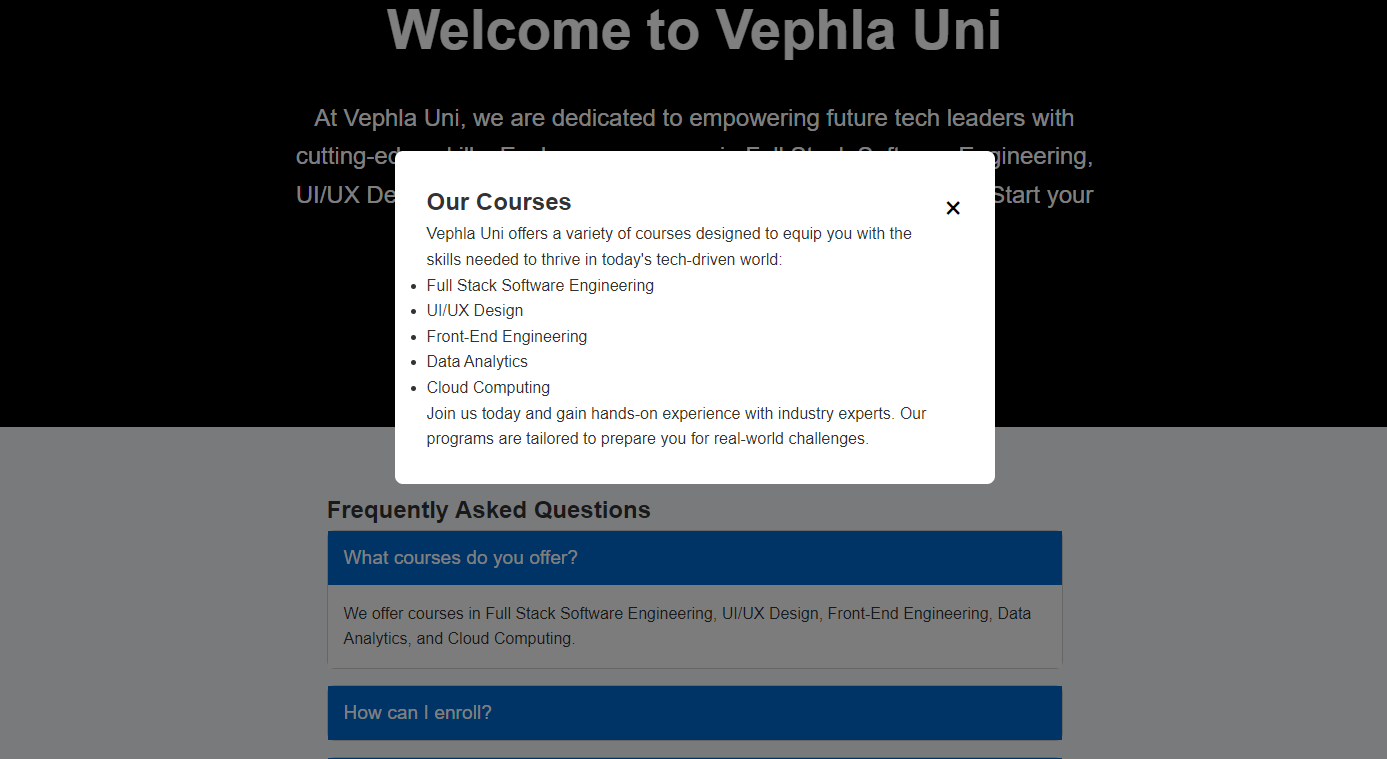 Welcome to Vephla Uni
At Vephla Uni, we are dedicated to empowering future tech leaders with
cutting-edge Engineering,
UI/UX Start your
Our Courses
×
Vephla Uni offers a variety of courses designed to equip you with the
skills needed to thrive in today's tech-driven world:
• Full Stack Software Engineering
• UI/UX Design
• Front-End Engineering
• Data Analytics
• Cloud Computing
Join us today and gain hands-on experience with industry experts. Our
programs are tailored to prepare you for real-world challenges.
Frequently Asked Questions
What courses do you offer?
We offer courses in Full Stack Software Engineering, UI/UX Design, Front-End Engineering, Data
Analytics, and Cloud Computing.
How can I enroll?